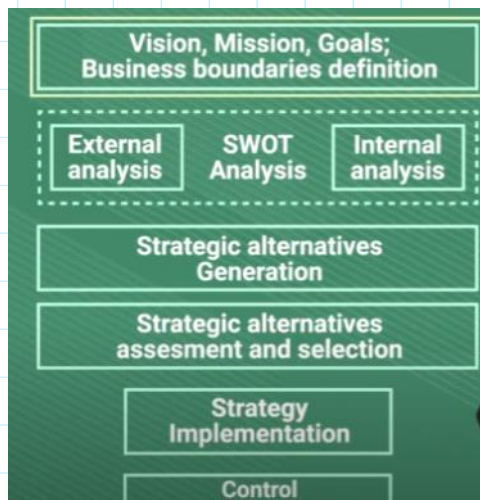 Vision, Mission, Goals;
Business boundaries definition
External
analysis
SWOT
Analysis
Internal
analysis
Strategic alternatives
Generation
Strategic alternatives
assesment and selection
Strategy
Implementation
Control